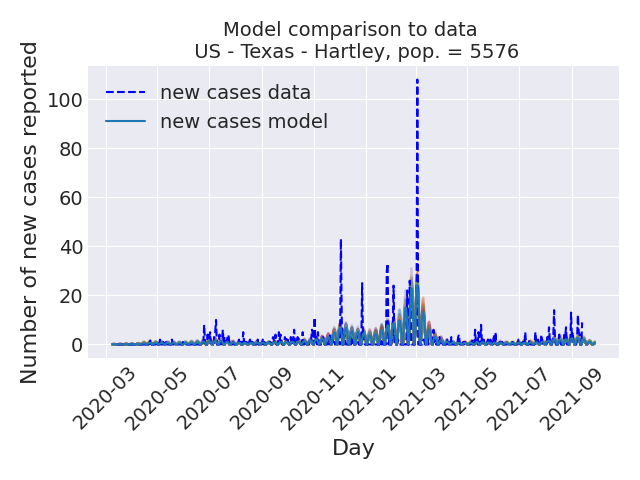 Model comparison to data
US - Texas - Hartley, pop. = 5576
Number of new cases reported
new cases data
new cases model
100
80
60
40
20
0
2020-03
2020-05
2020-07
2020-09
2020-11
2021-01
2021-03
2021-05
2021-07
2021-09
Day